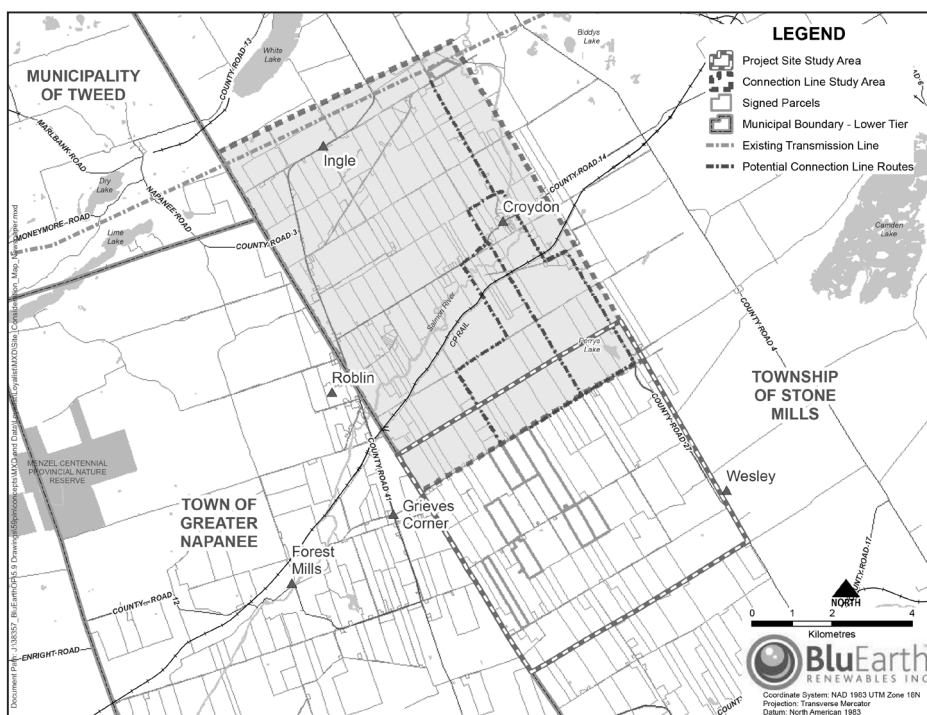 LEGEND
Project Site Study Area
Connection Line Study Area
Signed Parcels
Municipal Boundary - Lower Tier
Existing Transmission Line
Potential Connection Line Routes
MUNICIPALITY
OF TWEED
COUNTY-ROAD-13
White
Lake
Biddys
Lake
MARLBANK-ROAD
Ingle
COUNTY-ROAD-14
Dry
Lake
NAPANEE-ROAD
Croydon
MONEYMORE-ROAD
Lime
Lake
COUNTY-ROAD-3
Camden
Lake
Salmon River
CP RAIL
COUNTY-ROAD-4
Roblin
TOWNSHIP
OF STONE
MILLS
MENZEL CENTENNIAL
PROVINCIAL NATURE
RESERVE
COUNTY-ROAD-41
COUNTY-ROAD-27
Wesley
TOWN OF
GREATER
NAPANEE
Grieves
Corner
Forest
Mills
COUNTY-ROAD-17
COUNTY-ROAD-12
ENRIGHT-ROAD
NORTH
0 1 2 4
Kilometres
BluEarth
RENEWABLES INC
Coordinate System: NAD 1983 UTM Zone 18N
Projection: Transverse Mercator
Datum: North American 1983